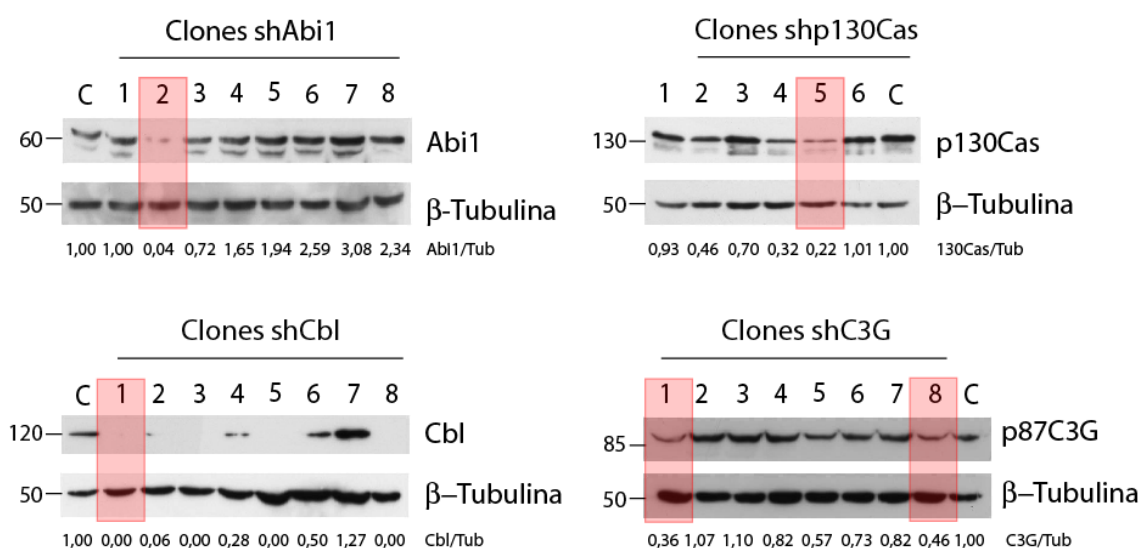 Clones shAbi1
C 1 2 3 4 5 6 7 8
60 Abi1
50 β-Tubulina
1,00 1,00 0,04 0,72 1,65 1,94 2,59 3,08 2,34 Abi1/Tub
Clones shp130Cas
1 2 3 4 5 6 C
130 p130Cas
50 β–Tubulina
0,93 0,46 0,70 0,32 0,22 1,01 1,00 130Cas/Tub
Clones shCbl
C 1 2 3 4 5 6 7 8
120 Cbl
50 β–Tubulina
1,00 0,00 0,06 0,00 0,28 0,00 0,50 1,27 0,00 Cbl/Tub
Clones shC3G
1 2 3 4 5 6 7 8 C
85 p87C3G
50 β–Tubulina
0,36 1,07 1,10 0,82 0,57 0,73 0,82 0,46 1,00 C3G/Tub